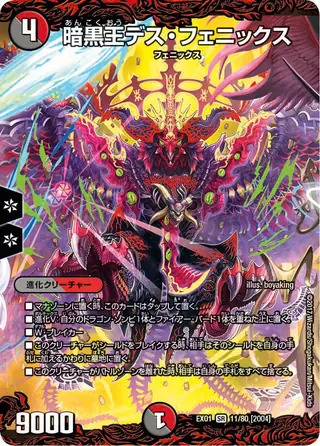 4
あんこくおう
暗黒王デス・フェニックス
フェニックス
illus. boyaking
進化クリーチャー
■マナゾーンに置く時、このカードはタップして置く。
■進化V：自分のドラゴン・ゾンビ1体とファイアー・バード1体を重ねた上に置く。
■W・ブレイカー
■このクリーチャーがシールドをブレイクする時、相手はそのシールドを自身の手
札に加えるかわりに墓地に置く。
■このクリーチャーがバトルゾーンを離れた時、相手は自身の手札をすべて捨てる。
9000
1
EX01 SR 11/80 [2004]